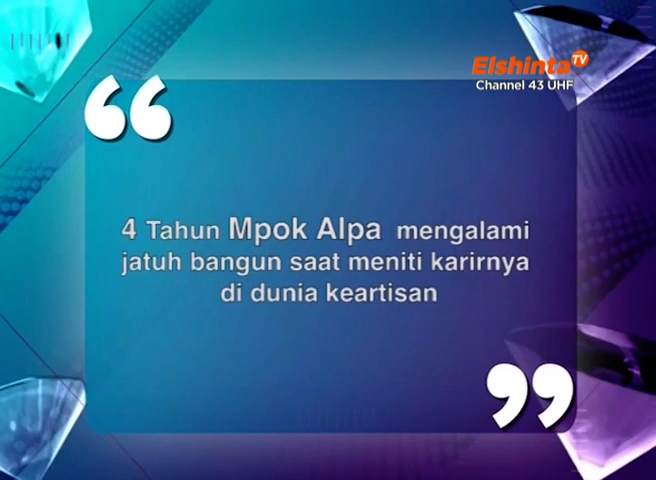 Elshinta TV
Channel 43 UHF
“
4 Tahun Mpok Alpa mengalami
jatuh bangun saat meniti karirnya
di dunia keartisan
”